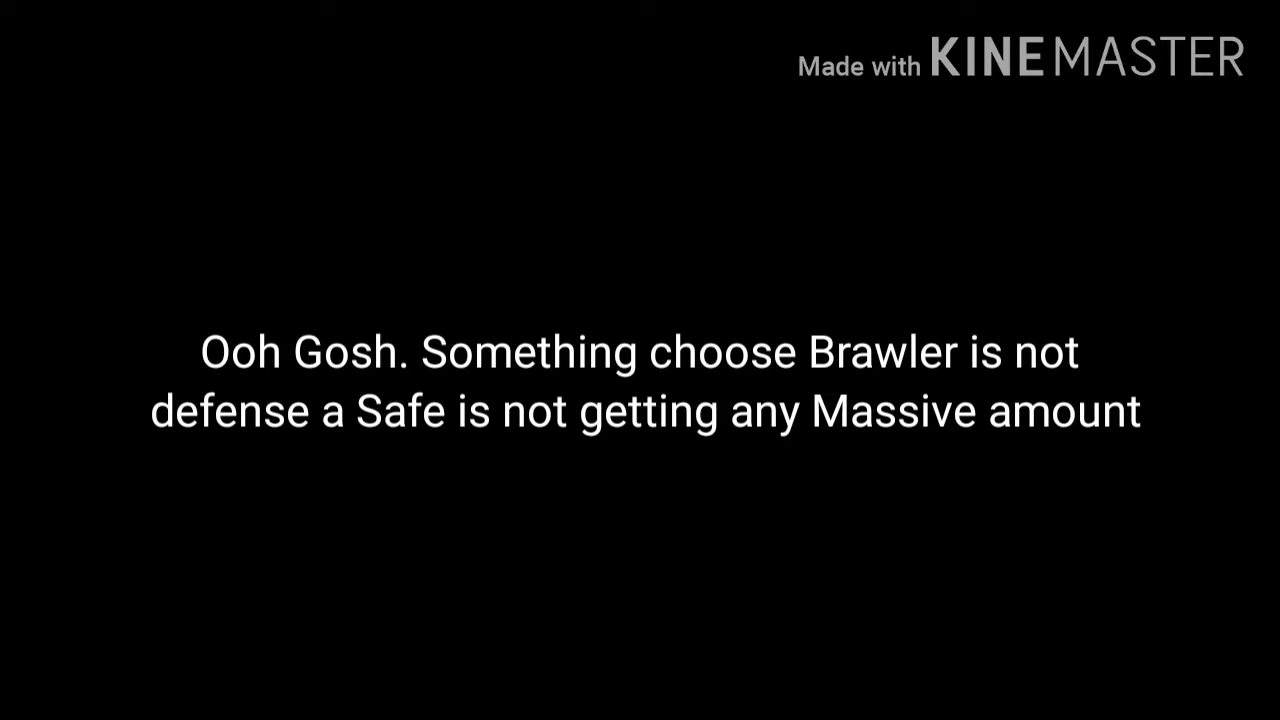 Made with KINEMASTER
Ooh Gosh. Something choose Brawler is not
defense a Safe is not getting any Massive amount